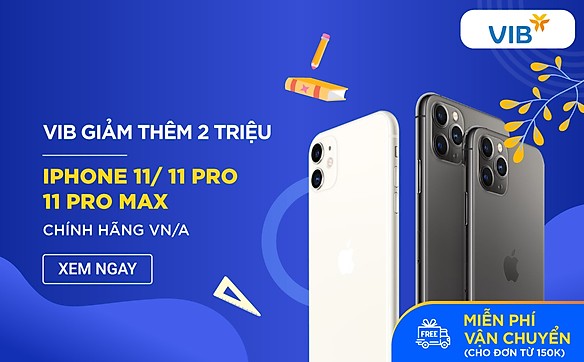 VIB
VIB GIẢM THÊM 2 TRIỆU
IPHONE 11/ 11 PRO
11 PRO MAX
CHÍNH HÃNG VN/A
XEM NGAY
FREE
MIỄN PHÍ
VẬN CHUYỂN
(CHO ĐƠN TỪ 150K)